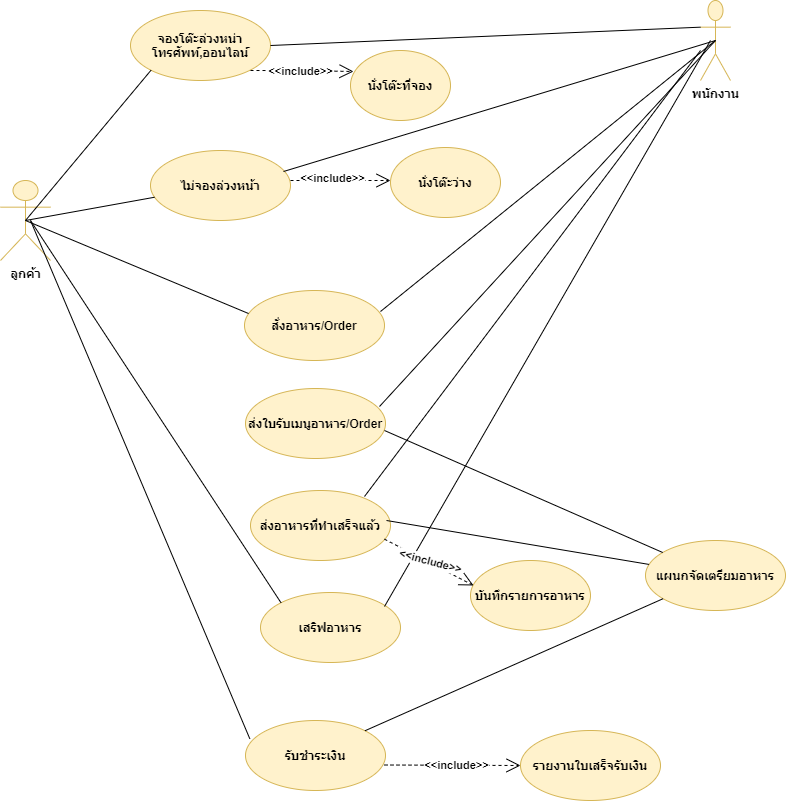 จองโต๊ะล่วงหน้า
โทรศัพท์,ออนไลน์
<<include>>
นั่งโต๊ะที่จอง
พนักงาน
ไม่จองล่วงหน้า
<<include>>
นั่งโต๊ะว่าง
ลูกค้า
สั่งอาหาร/Order
ส่งใบรับเมนูอาหาร/Order
ส่งอาหารที่ทำเสร็จแล้ว
<<include>>
บันทึกรายการอาหาร
แผนกจัดเตรียมอาหาร
เสริฟอาหาร
รับชำระเงิน
<<include>>
รายงานใบเสร็จรับเงิน